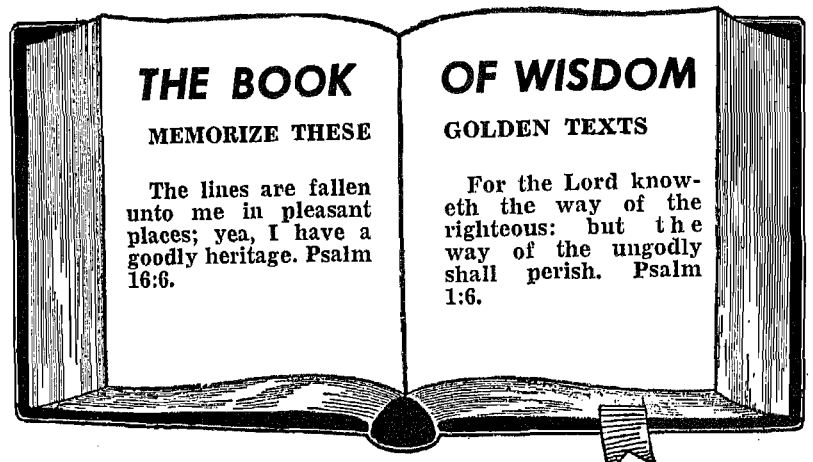 THE BOOK
MEMORIZE THESE
The lines are fallen
unto me in pleasant
places; yea, I have a
goodly heritage. Psalm
16:6.
OF WISDOM
GOLDEN TEXTS
For the Lord know-
eth the way of the
righteous: but the
way of the ungodly
shall perish. Psalm
1:6.